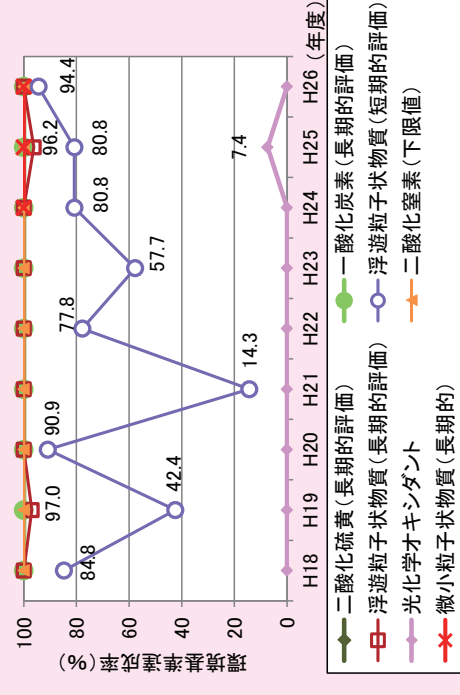 環境基準達成率(%)
100
80
60
40
20
0
84.8
97.0
42.4
90.9
14.3
77.8
57.7
80.8
96.2
80.8
7.4
94.4
H18 H19 H20 H21 H22 H23 H24 H25 H26 (年度)
二酸化硫黄(長期的評価)
一酸化炭素(長期的評価)
浮遊粒子状物質(長期的評価)
浮遊粒子状物質(短期的評価)
光化学オキシダント
二酸化窒素(下限値)
微小粒子状物質(長期的)